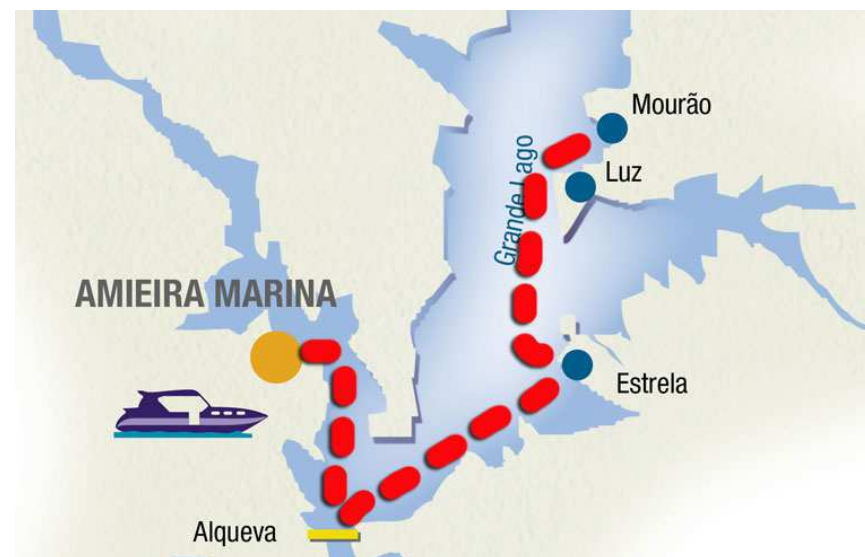 Mourão
Luz
Grande Lago
AMIEIRA MARINA
Estrela
Alqueva